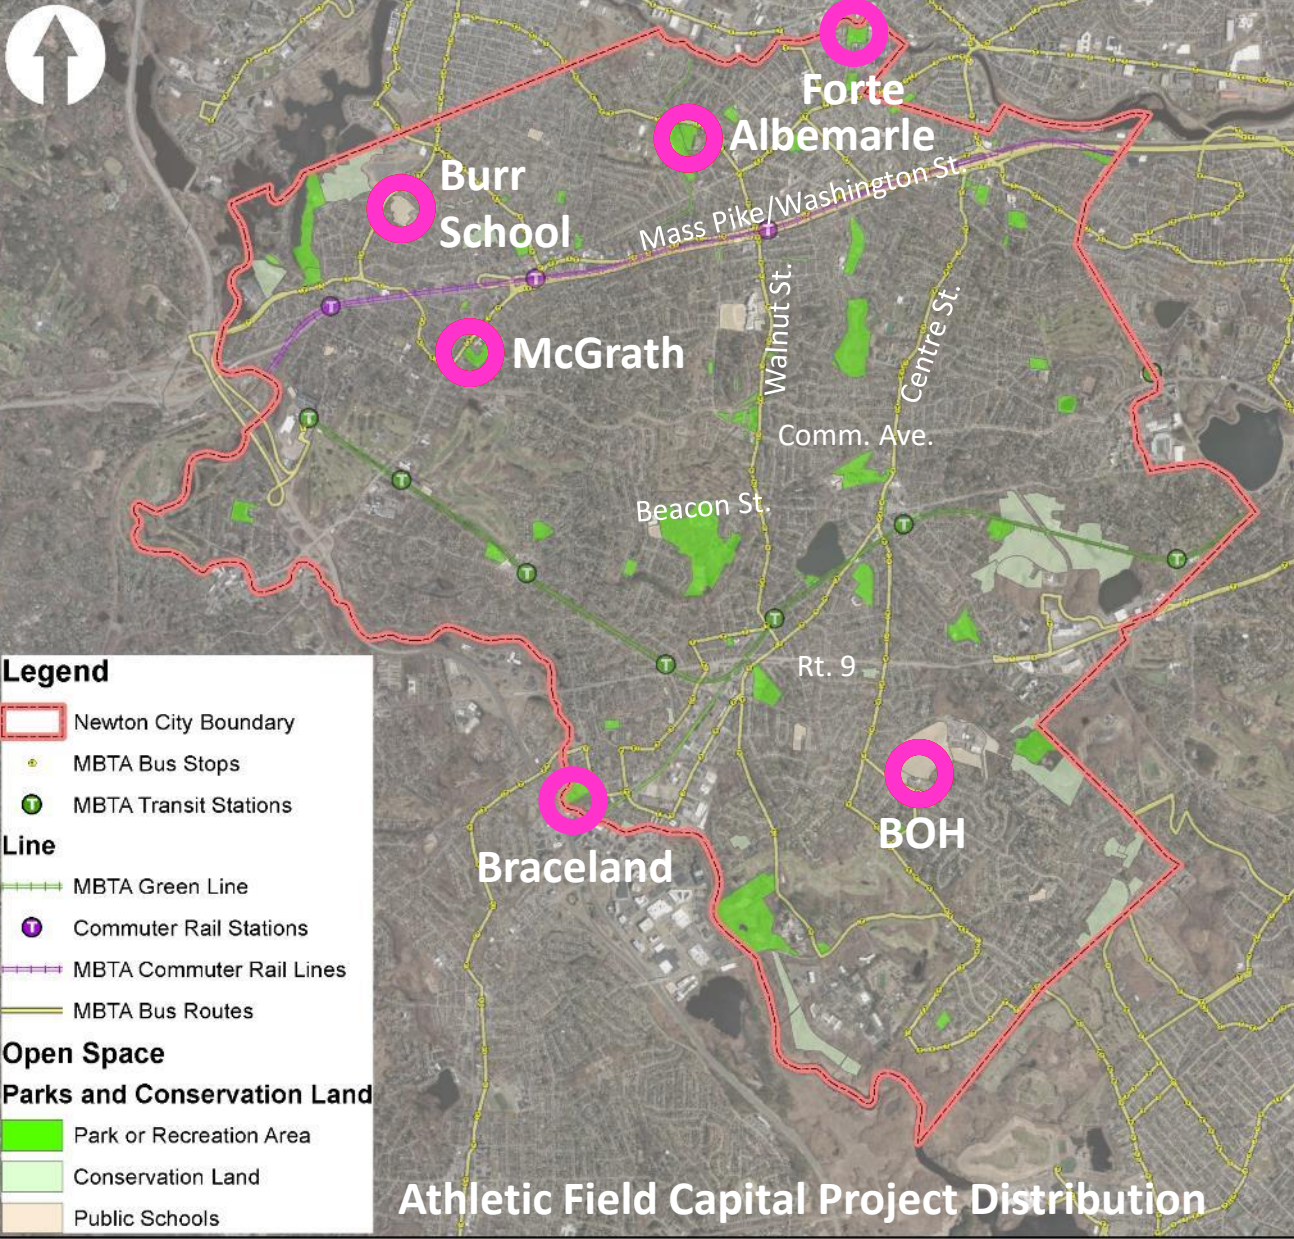 Forte
Albemarle
Burr
School
Mass Pike/Washington St.
McGrath
Walnut St.
Centre St.
Comm. Ave.
Beacon St.
Rt. 9
BOH
Braceland
T
T
T
T
T
T
T
T
T
T
Legend
Newton City Boundary
MBTA Bus Stops
T MBTA Transit Stations
Line
MBTA Green Line
T Commuter Rail Stations
MBTA Commuter Rail Lines
MBTA Bus Routes
Open Space
Parks and Conservation Land
Park or Recreation Area
Conservation Land
Public Schools
Athletic Field Capital Project Distribution